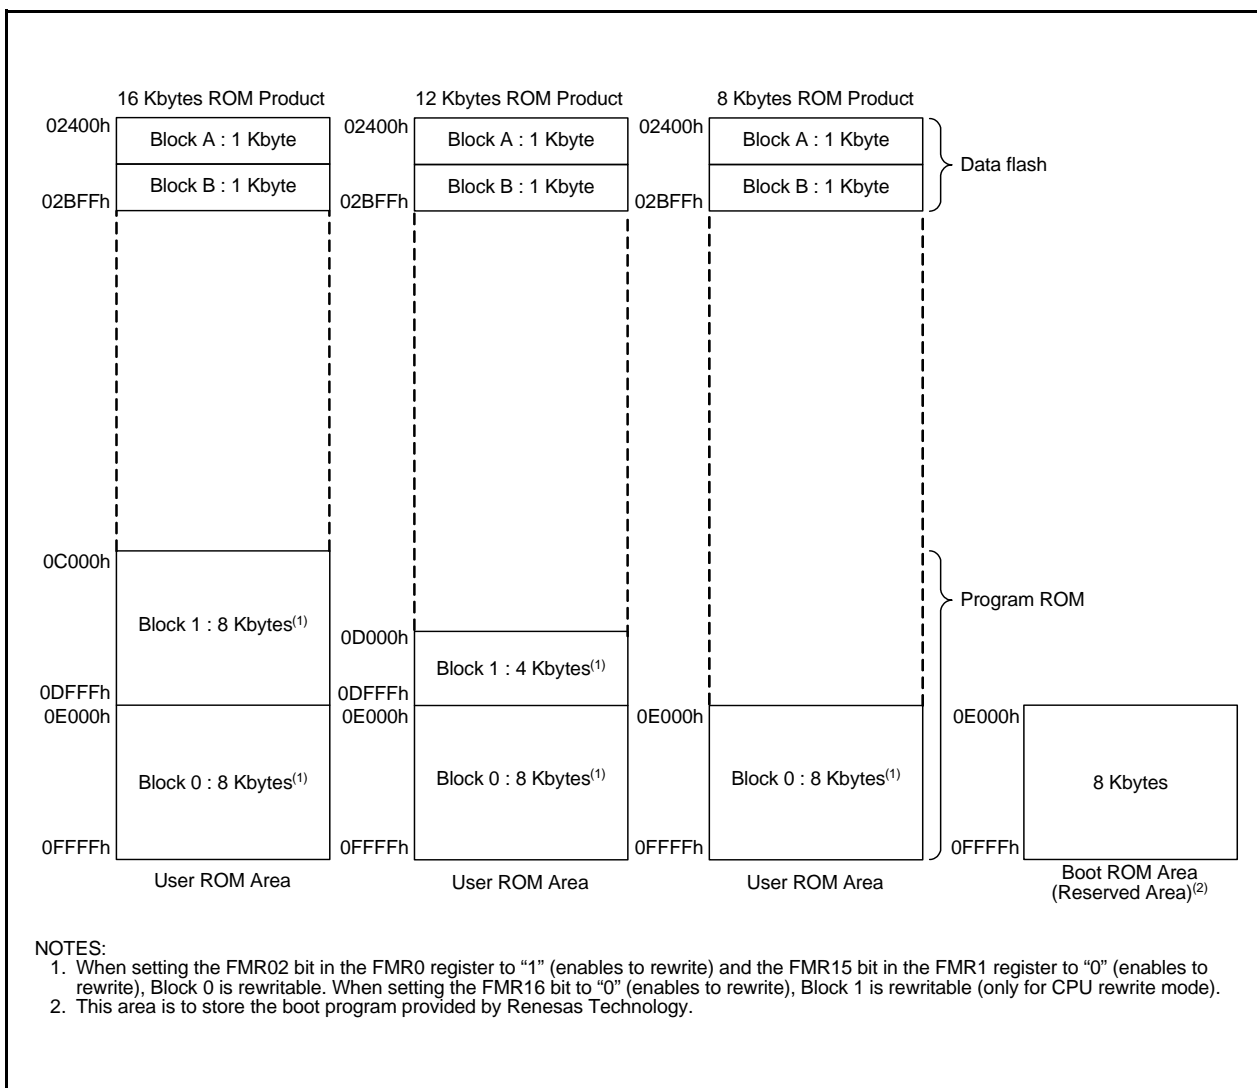 16 Kbytes ROM Product
12 Kbytes ROM Product
8 Kbytes ROM Product
02400h
Block A : 1 Kbyte
02400h
Block A : 1 Kbyte
02400h
Block A : 1 Kbyte
Data flash
Block B : 1 Kbyte
Block B : 1 Kbyte
Block B : 1 Kbyte
02BFFh
02BFFh
02BFFh
0C000h
Program ROM
Block 1 : 8 Kbytes(1)
0D000h
Block 1 : 4 Kbytes(1)
0DFFFh
0DFFFh
0E000h
0E000h
0E000h
0E000h
Block 0 : 8 Kbytes(1)
Block 0 : 8 Kbytes(1)
Block 0 : 8 Kbytes(1)
8 Kbytes
0FFFFh
0FFFFh
0FFFFh
0FFFFh
User ROM Area
User ROM Area
User ROM Area
Boot ROM Area
(Reserved Area)(2)
NOTES:
1. When setting the FMR02 bit in the FMR0 register to “1” (enables to rewrite) and the FMR15 bit in the FMR1 register to “0” (enables to
rewrite), Block 0 is rewritable. When setting the FMR16 bit to “0” (enables to rewrite), Block 1 is rewritable (only for CPU rewrite mode).
2. This area is to store the boot program provided by Renesas Technology.